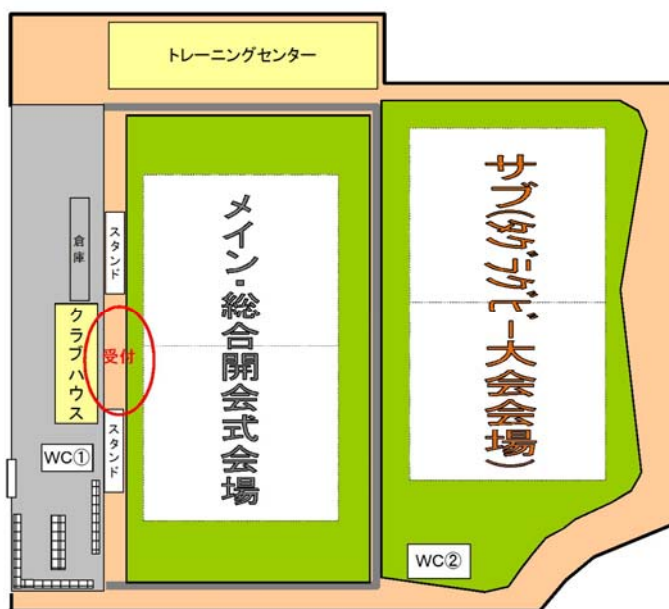 トレーニングセンター
倉庫
スタンド
メイン・総合開会式会場
サブ(タグラグビー大会会場)
クラブハウス
受付
スタンド
WC①
WC②